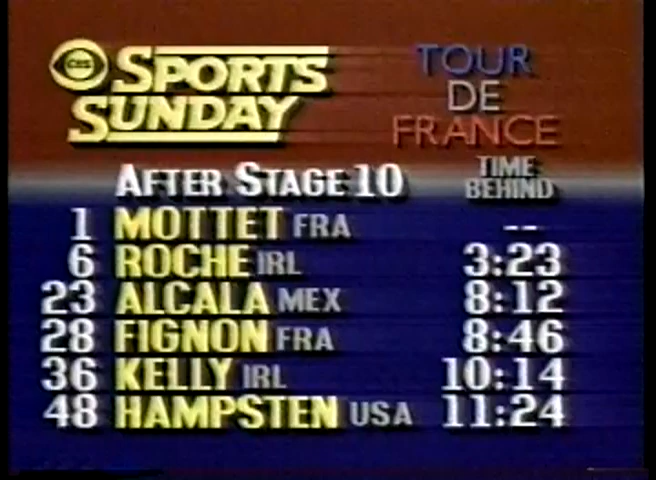 CBS SPORTS
SUNDAY
TOUR
DE
FRANCE
AFTER STAGE 10 TIME BEHIND
1 MOTTET FRA --
6 ROCHE IRL 3:23
23 ALCALA MEX 8:12
28 FIGNON FRA 8:46
36 KELLY IRL 10:14
48 HAMPSTEN USA 11:24